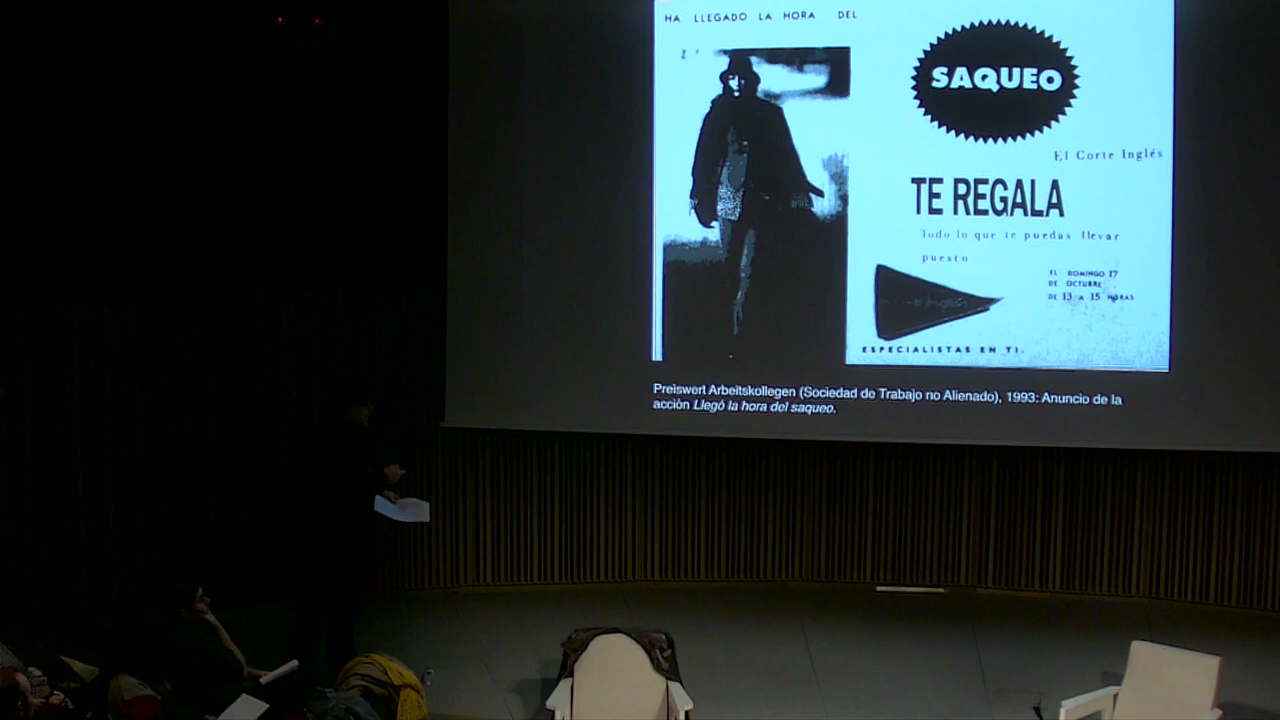 HA LLEGADO LA HORA DEL
SAQUEO
El Corte Inglés
TE REGALA
Todo lo que te puedas llevar
puesto
EL DOMINGO 17
DE OCTUBRE
DE 13 A 15 HORAS
ESPECIALISTAS EN TI.
Preiswert Arbeitskollegen (Sociedad de Trabajo no Alienado), 1993: Anuncio de la
acciòn Llegó la hora del saqueo.